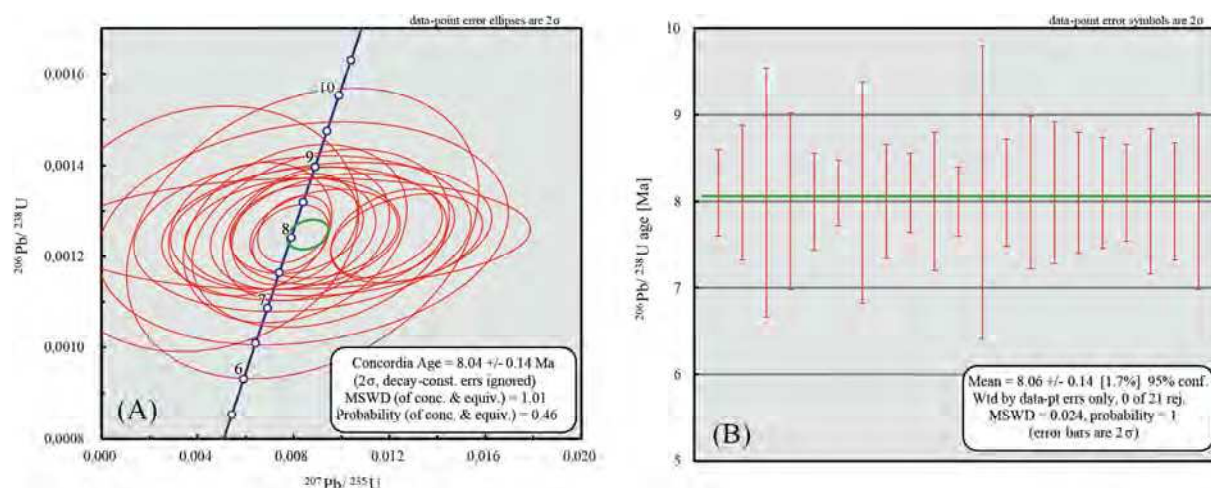 data-point error ellipses are 2σ
0,0016
0,0014
0,0012
0,0010
0,0008
206Pb/238U
10
9
8
7
6
Concordia Age = 8.04 +/- 0.14 Ma
(2σ, decay-const. errs ignored)
MSWD (of conc. & equiv.) = 1.01
Probability (of conc. & equiv.) = 0.46
(A)
0,000
0,004
0,008
0,012
0,016
0,020
207Pb/235U
data-point error symbols are 2σ
10
9
8
7
6
5
206Pb/238U age [Ma]
Mean = 8.06 +/- 0.14 [1.7%] 95% conf.
Wtd by data-pt errs only, 0 of 21 rej.
MSWD = 0.024, probability = 1
(error bars are 2σ)
(B)